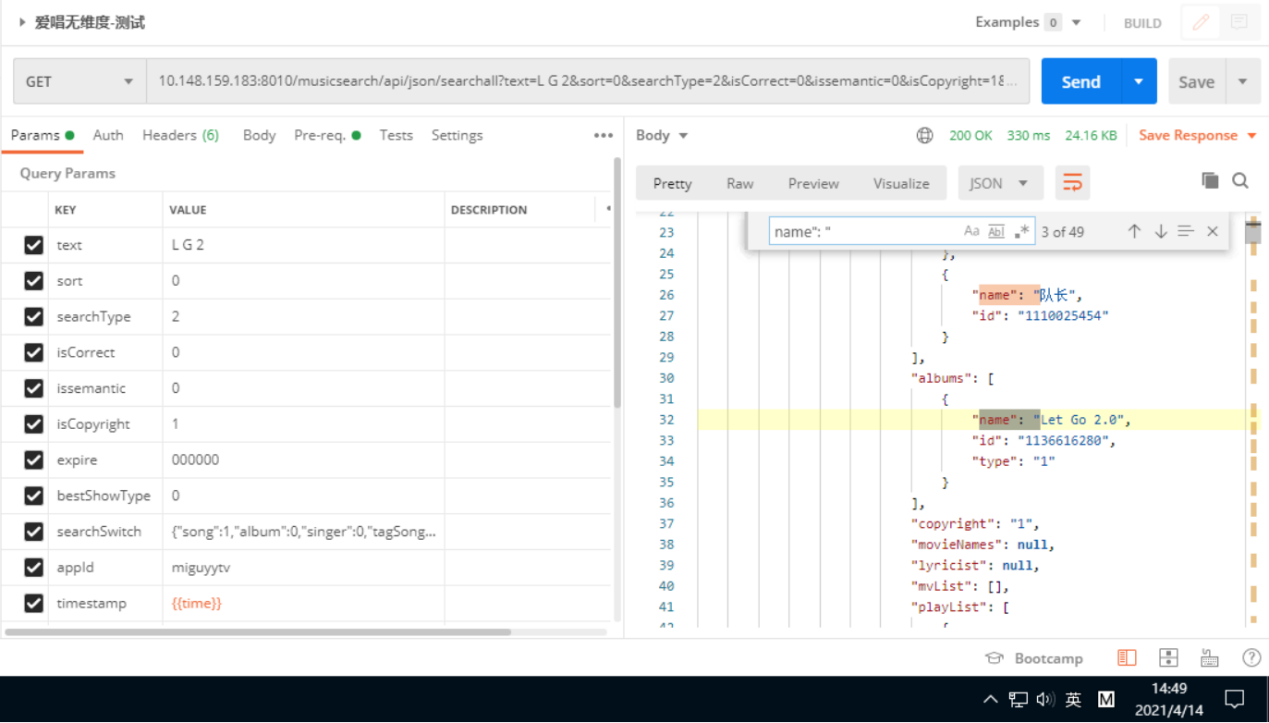 爱唱无维度-测试
Examples 0
BUILD
GET
10.148.159.183:8010/musicsearch/api/json/searchall?text=L G 2&sort=0&searchType=2&isCorrect=0&issemantic=0&isCopyright=1&...
Send
Save
Params
Auth
Headers (6)
Body
Pre-req.
Tests
Settings
Query Params
KEY VALUE DESCRIPTION
text L G 2
sort 0
searchType 2
isCorrect 0
issemantic 0
isCopyright 1
expire 000000
bestShowType 0
searchSwitch {"song":1,"album":0,"singer":0,"tagSong...
appId miguyytv
timestamp {{time}}
Body
200 OK 330 ms 24.16 KB Save Response
Pretty Raw Preview Visualize JSON
name": " Aa Abl .* 3 of 49
22
23
24 },
25 {
26 "name": "队长",
27 "id": "1110025454"
28 }
29 ],
30 "albums": [
31 {
32 "name": "Let Go 2.0",
33 "id": "1136616280",
34 "type": "1"
35 }
36 ],
37 "copyright": "1",
38 "movieNames": null,
39 "lyricist": null,
40 "mvList": [],
41 "playList": [
42 {
Bootcamp
英 M
14:49
2021/4/14